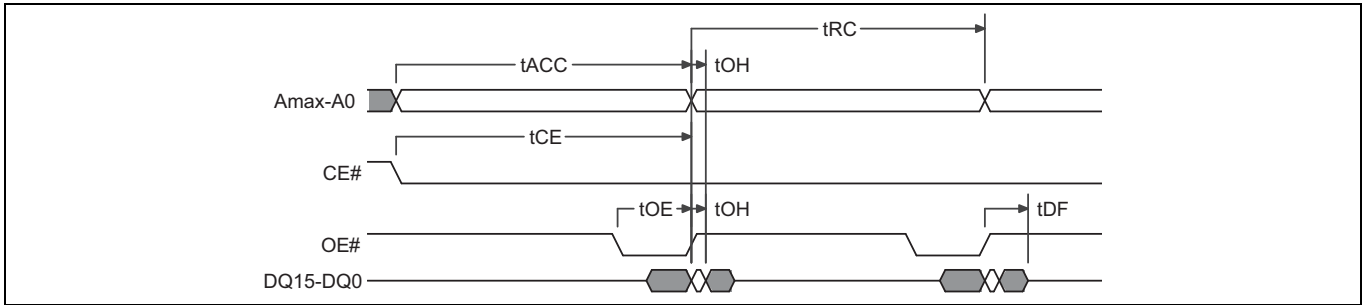 tRC
tACC
tOH
Amax-A0
tCE
CE#
tOE
tOH
tDF
OE#
DQ15-DQ0